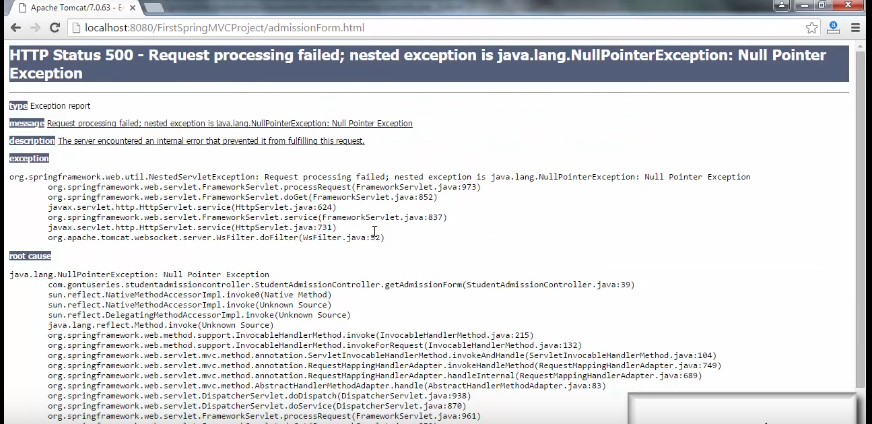 Apache Tomcat/7.0.63 - E
localhost:8080/FirstSpringMVCProject/admissionForm.html
HTTP Status 500 - Request processing failed; nested exception is java.lang.NullPointerException: Null Pointer
Exception
type Exception report
message Request processing failed; nested exception is java.lang.NullPointerException: Null Pointer Exception
description The server encountered an internal error that prevented it from fulfilling this request.
exception
org.springframework.web.util.NestedServletException: Request processing failed; nested exception is java.lang.NullPointerException: Null Pointer Exception
org.springframework.web.servlet.FrameworkServlet.processRequest(FrameworkServlet.java:973)
org.springframework.web.servlet.FrameworkServlet.doGet(FrameworkServlet.java:852)
javax.servlet.http.HttpServlet.service(HttpServlet.java:624)
org.springframework.web.servlet.FrameworkServlet.service(FrameworkServlet.java:837)
javax.servlet.http.HttpServlet.service(HttpServlet.java:731)
org.apache.tomcat.websocket.server.WsFilter.doFilter(WsFilter.java:52)
root cause
java.lang.NullPointerException: Null Pointer Exception
com.gontuseries.studentadmissioncontroller.StudentAdmissionController.getAdmissionForm(StudentAdmissionController.java:39)
sun.reflect.NativeMethodAccessorImpl.invoke0(Native Method)
sun.reflect.NativeMethodAccessorImpl.invoke(Unknown Source)
sun.reflect.DelegatingMethodAccessorImpl.invoke(Unknown Source)
java.lang.reflect.Method.invoke(Unknown Source)
org.springframework.web.method.support.InvocableHandlerMethod.invoke(InvocableHandlerMethod.java:215)
org.springframework.web.method.support.InvocableHandlerMethod.invokeForRequest(InvocableHandlerMethod.java:132)
org.springframework.web.servlet.mvc.method.annotation.ServletInvocableHandlerMethod.invokeAndHandle(ServletInvocableHandlerMethod.java:104)
org.springframework.web.servlet.mvc.method.annotation.RequestMappingHandlerAdapter.invokeHandleMethod(RequestMappingHandlerAdapter.java:749)
org.springframework.web.servlet.mvc.method.annotation.RequestMappingHandlerAdapter.handleInternal(RequestMappingHandlerAdapter.java:689)
org.springframework.web.servlet.mvc.method.AbstractHandlerMethodAdapter.handle(AbstractHandlerMethodAdapter.java:83)
org.springframework.web.servlet.DispatcherServlet.doDispatch(DispatcherServlet.java:938)
org.springframework.web.servlet.DispatcherServlet.doService(DispatcherServlet.java:870)
org.springframework.web.servlet.FrameworkServlet.processRequest(FrameworkServlet.java:961)